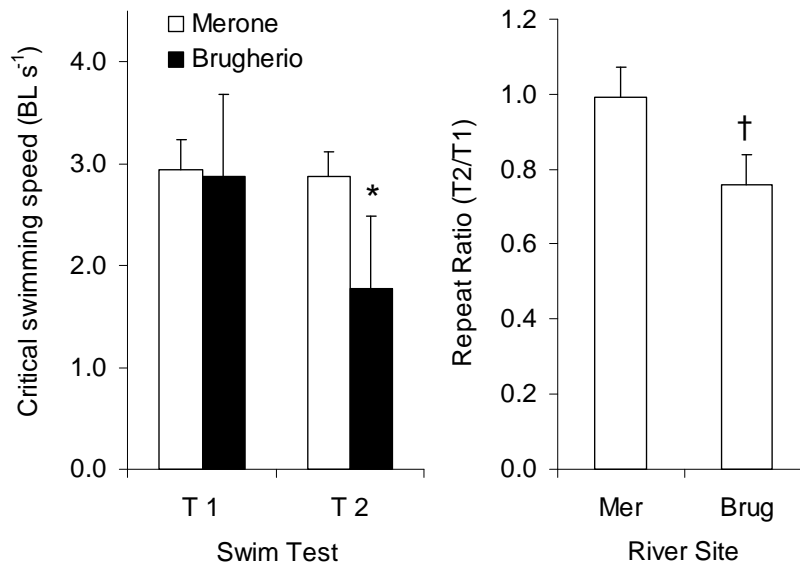 Merone
Brugherio
Critical swimming speed (BL s⁻¹)
4.0
3.0
2.0
1.0
0.0
*
T 1
T 2
Swim Test
Repeat Ratio (T2/T1)
1.2
1.0
0.8
0.6
0.4
0.2
0.0
†
Mer
Brug
River Site